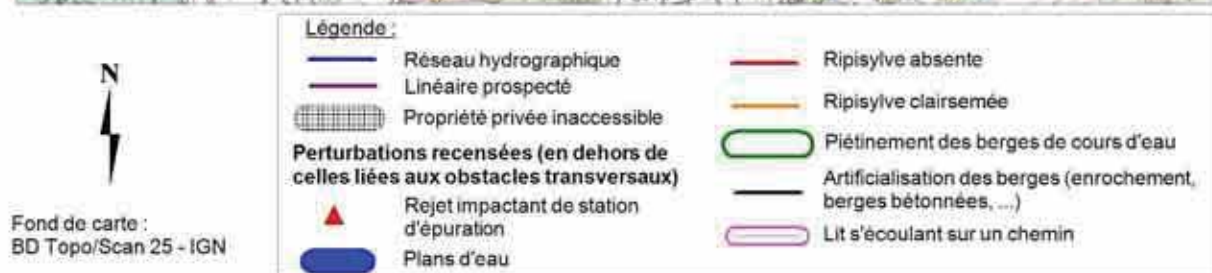 N
Fond de carte :
BD Topo/Scan 25 - IGN
Légende :
Réseau hydrographique
Linéaire prospecté
Propriété privée inaccessible
Perturbations recensées (en dehors de
celles liées aux obstacles transversaux)
Rejet impactant de station
d'épuration
Plans d'eau
Ripisylve absente
Ripisylve clairsemée
Piétinement des berges de cours d'eau
Artificialisation des berges (enrochement,
berges bétonnées, ...)
Lit s'écoulant sur un chemin